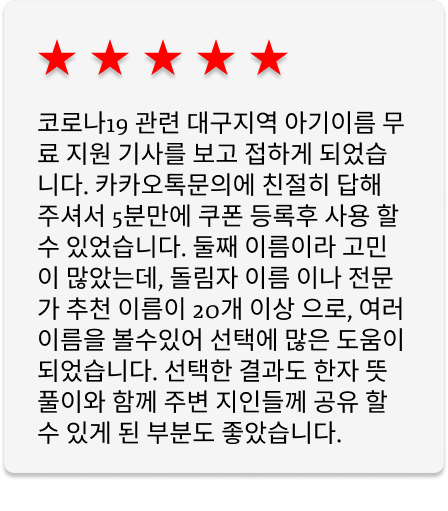 코로나19 관련 대구지역 아기이름 무
료 지원 기사를 보고 접하게 되었습
니다. 카카오톡문의에 친절히 답해
주셔서 5분만에 쿠폰 등록후 사용 할
수 있었습니다. 둘째 이름이라 고민
이 많았는데, 돌림자 이름 이나 전문
가 추천 이름이 20개 이상 으로, 여러
이름을 볼수있어 선택에 많은 도움이
되었습니다. 선택한 결과도 한자 뜻
풀이와 함께 주변 지인들께 공유 할
수 있게 된 부분도 좋았습니다.